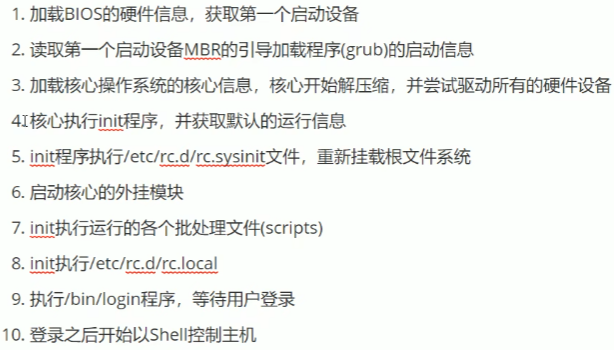 1. 加载BIOS的硬件信息，获取第一个启动设备
2. 读取第一个启动设备MBR的引导加载程序(grub)的启动信息
3. 加载核心操作系统的核心信息，核心开始解压缩，并尝试驱动所有的硬件设备
4. 核心执行init程序，并获取默认的运行信息
5. init程序执行/etc/rc.d/rc.sysinit文件，重新挂载根文件系统
6. 启动核心的外挂模块
7. init执行运行的各个批处理文件(scripts)
8. init执行/etc/rc.d/rc.local
9. 执行/bin/login程序，等待用户登录
10. 登录之后开始以Shell控制主机